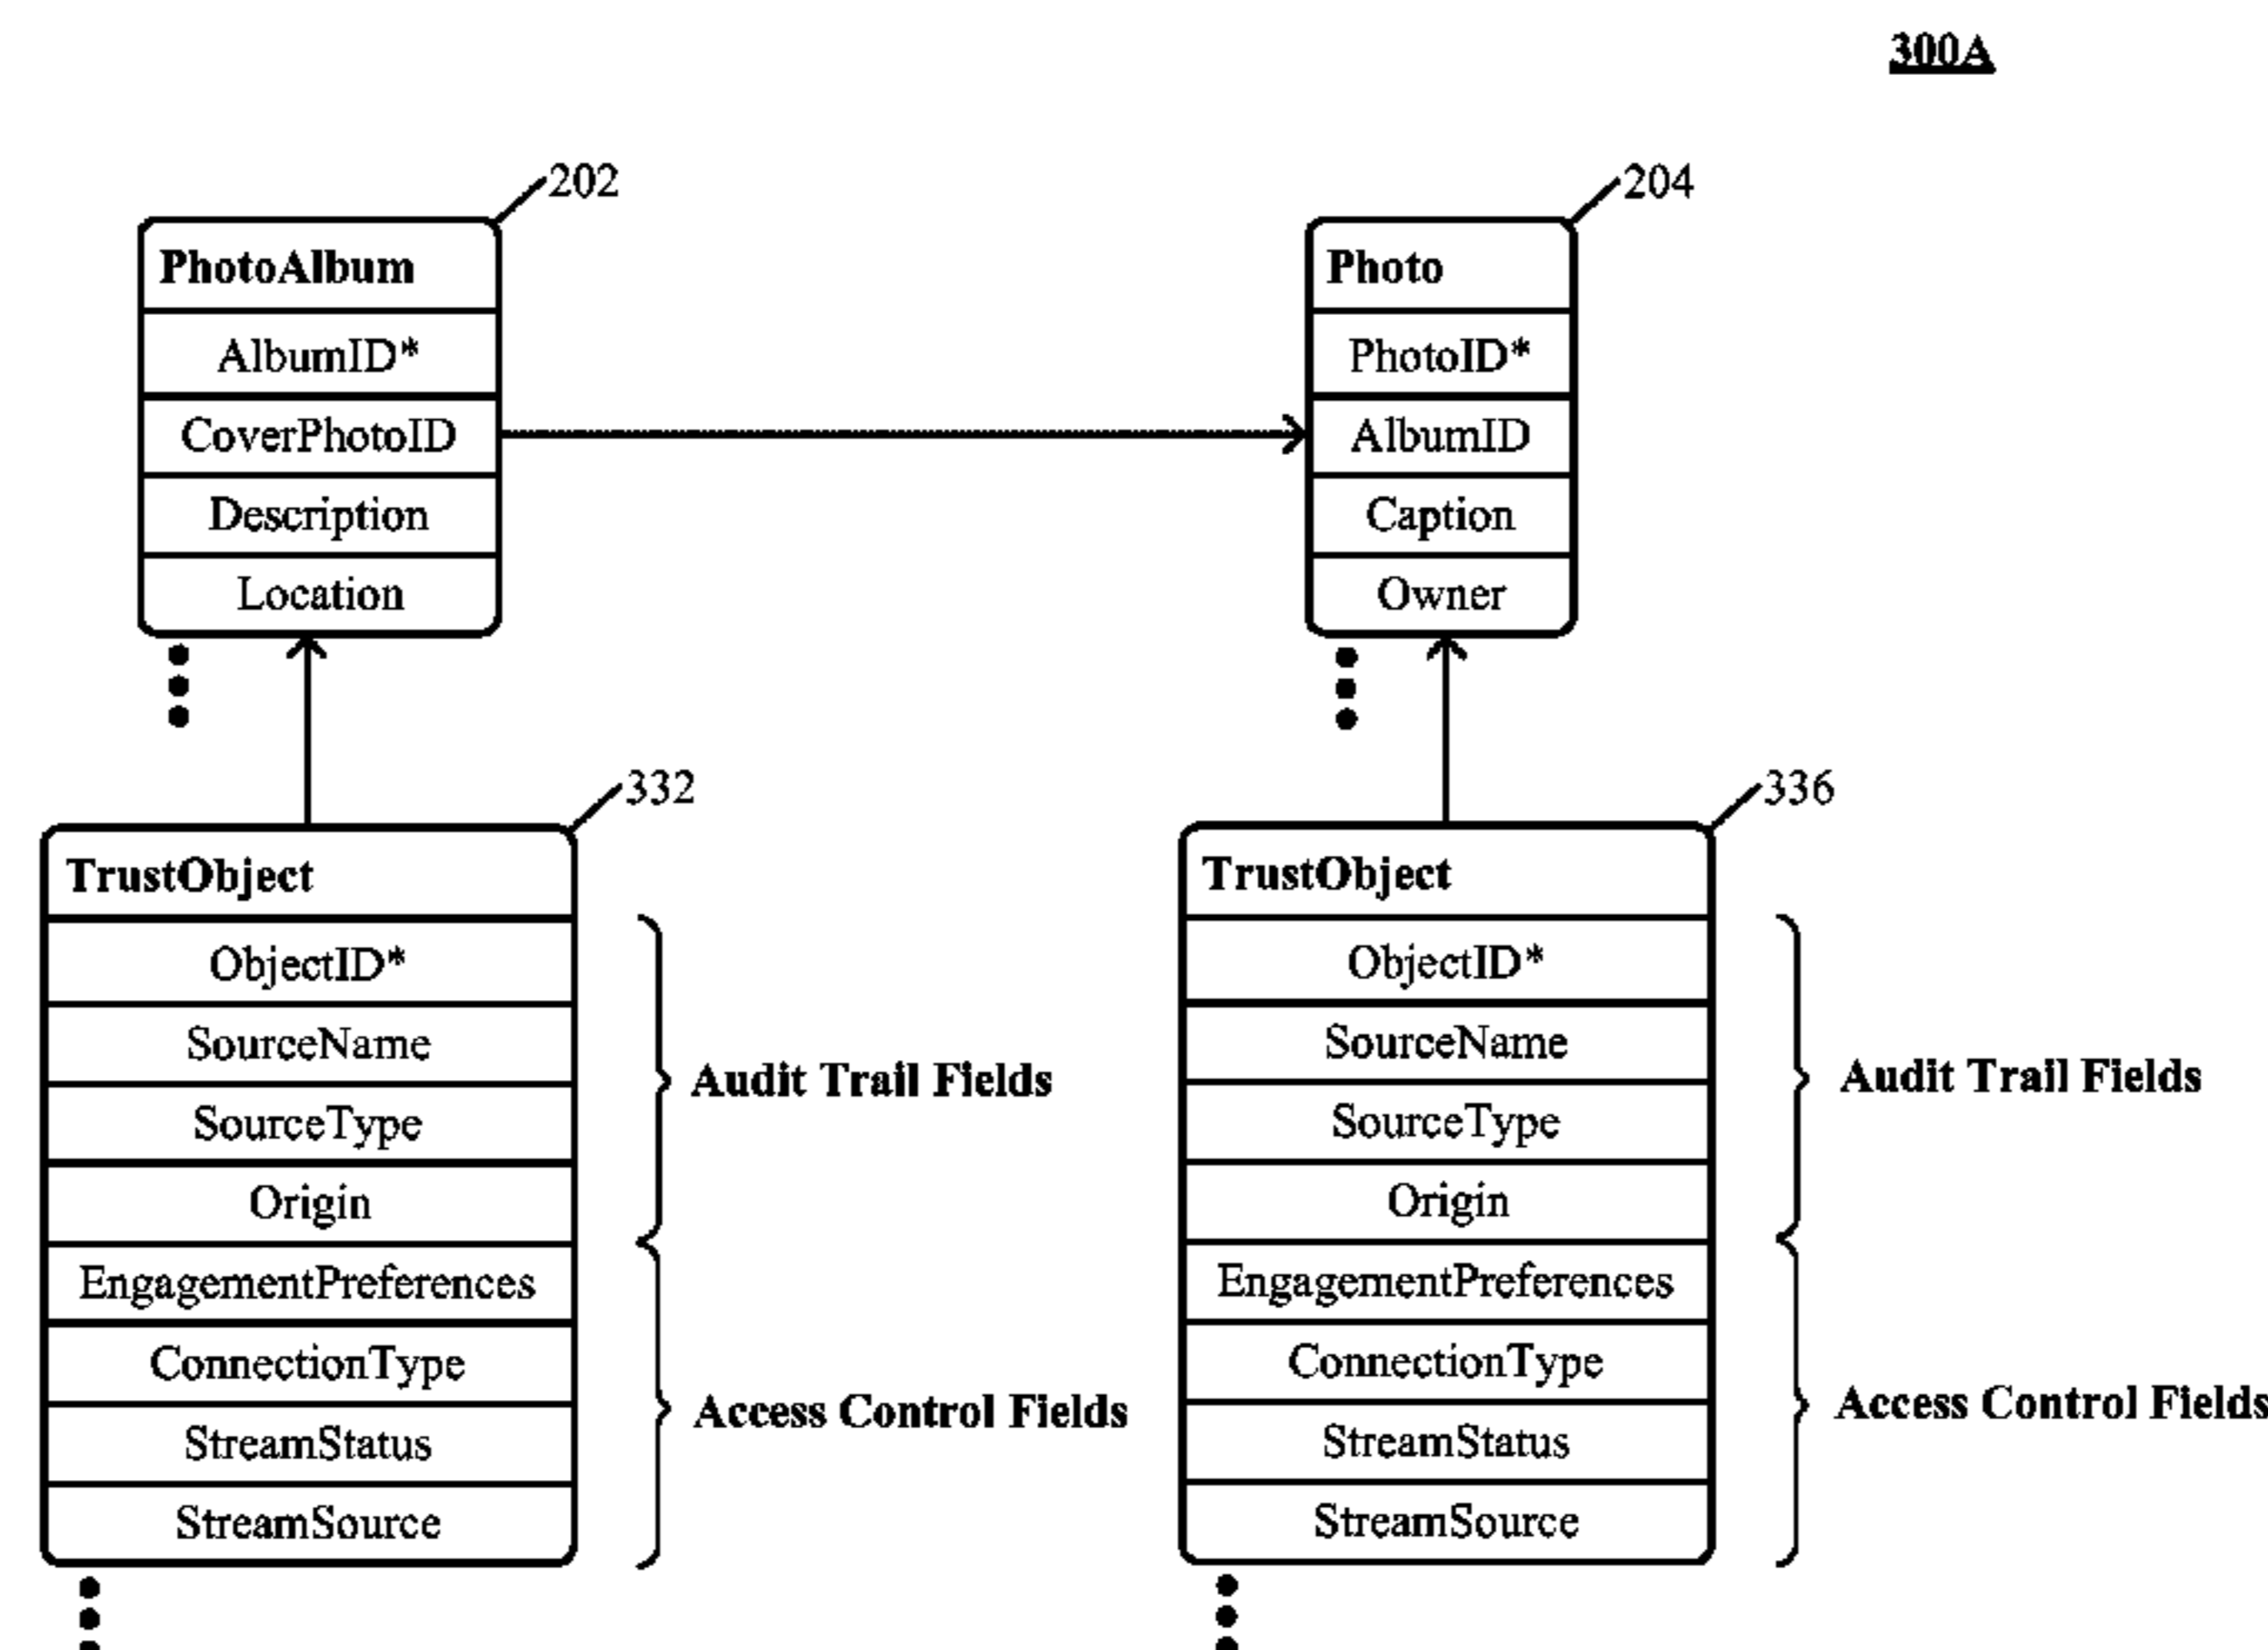 300A
202
PhotoAlbum
AlbumID*
CoverPhotoID
Description
Location
204
Photo
PhotoID*
AlbumID
Caption
Owner
332
TrustObject
ObjectID*
SourceName
SourceType
Origin
EngagementPreferences
ConnectionType
StreamStatus
StreamSource
Audit Trail Fields
Access Control Fields
336
TrustObject
ObjectID*
SourceName
SourceType
Origin
EngagementPreferences
ConnectionType
StreamStatus
StreamSource
Audit Trail Fields
Access Control Fields